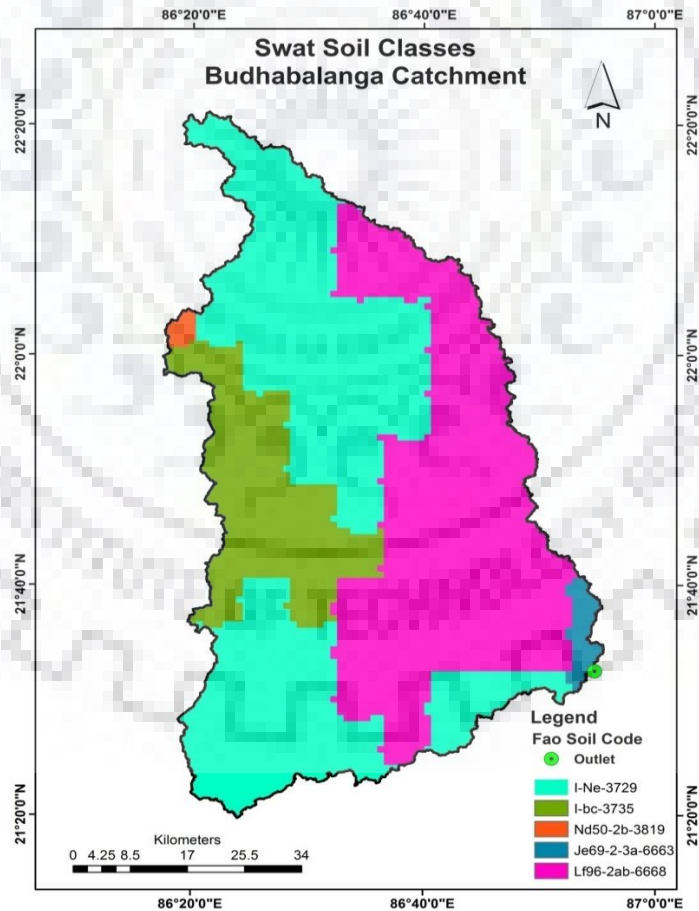 86°20'0"N 86°40'0"N 87°0'0"N
Swat Soil Classes
Budhabalanga Catchment
N
22°20'0"N 22°20'0"N
22°0'0"N 22°0'0"N
21°40'0"N 21°40'0"N
21°20'0"N 21°20'0"N
Legend
Fao Soil Code
Outlet
I-Ne-3729
I-bc-3735
Nd50-2b-3819
Je69-2-3a-6663
Lf96-2ab-6668
Kilometers
0 4.25 8.5 17 25.5 34
86°20'0"N 86°40'0"N 87°0'0"N